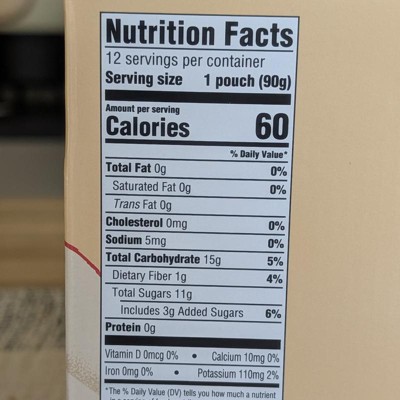 Nutrition Facts
12 servings per container
Serving size 1 pouch (90g)
Amount per serving
Calories 60
% Daily Value*
Total Fat 0g 0%
Saturated Fat 0g 0%
Trans Fat 0g
Cholesterol 0mg 0%
Sodium 5mg 0%
Total Carbohydrate 15g 5%
Dietary Fiber 1g 4%
Total Sugars 11g
Includes 3g Added Sugars 6%
Protein 0g
Vitamin D 0mcg 0% • Calcium 10mg 0%
Iron 0mg 0% • Potassium 110mg 2%
*The % Daily Value (DV) tells you how much a nutrient